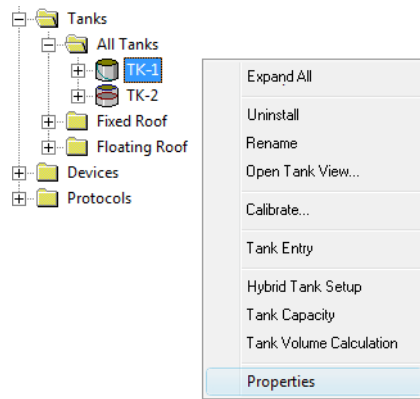 Tanks
All Tanks
TK-1
TK-2
Fixed Roof
Floating Roof
Devices
Protocols
Expand All
Uninstall
Rename
Open Tank View...
Calibrate...
Tank Entry
Hybrid Tank Setup
Tank Capacity
Tank Volume Calculation
Properties